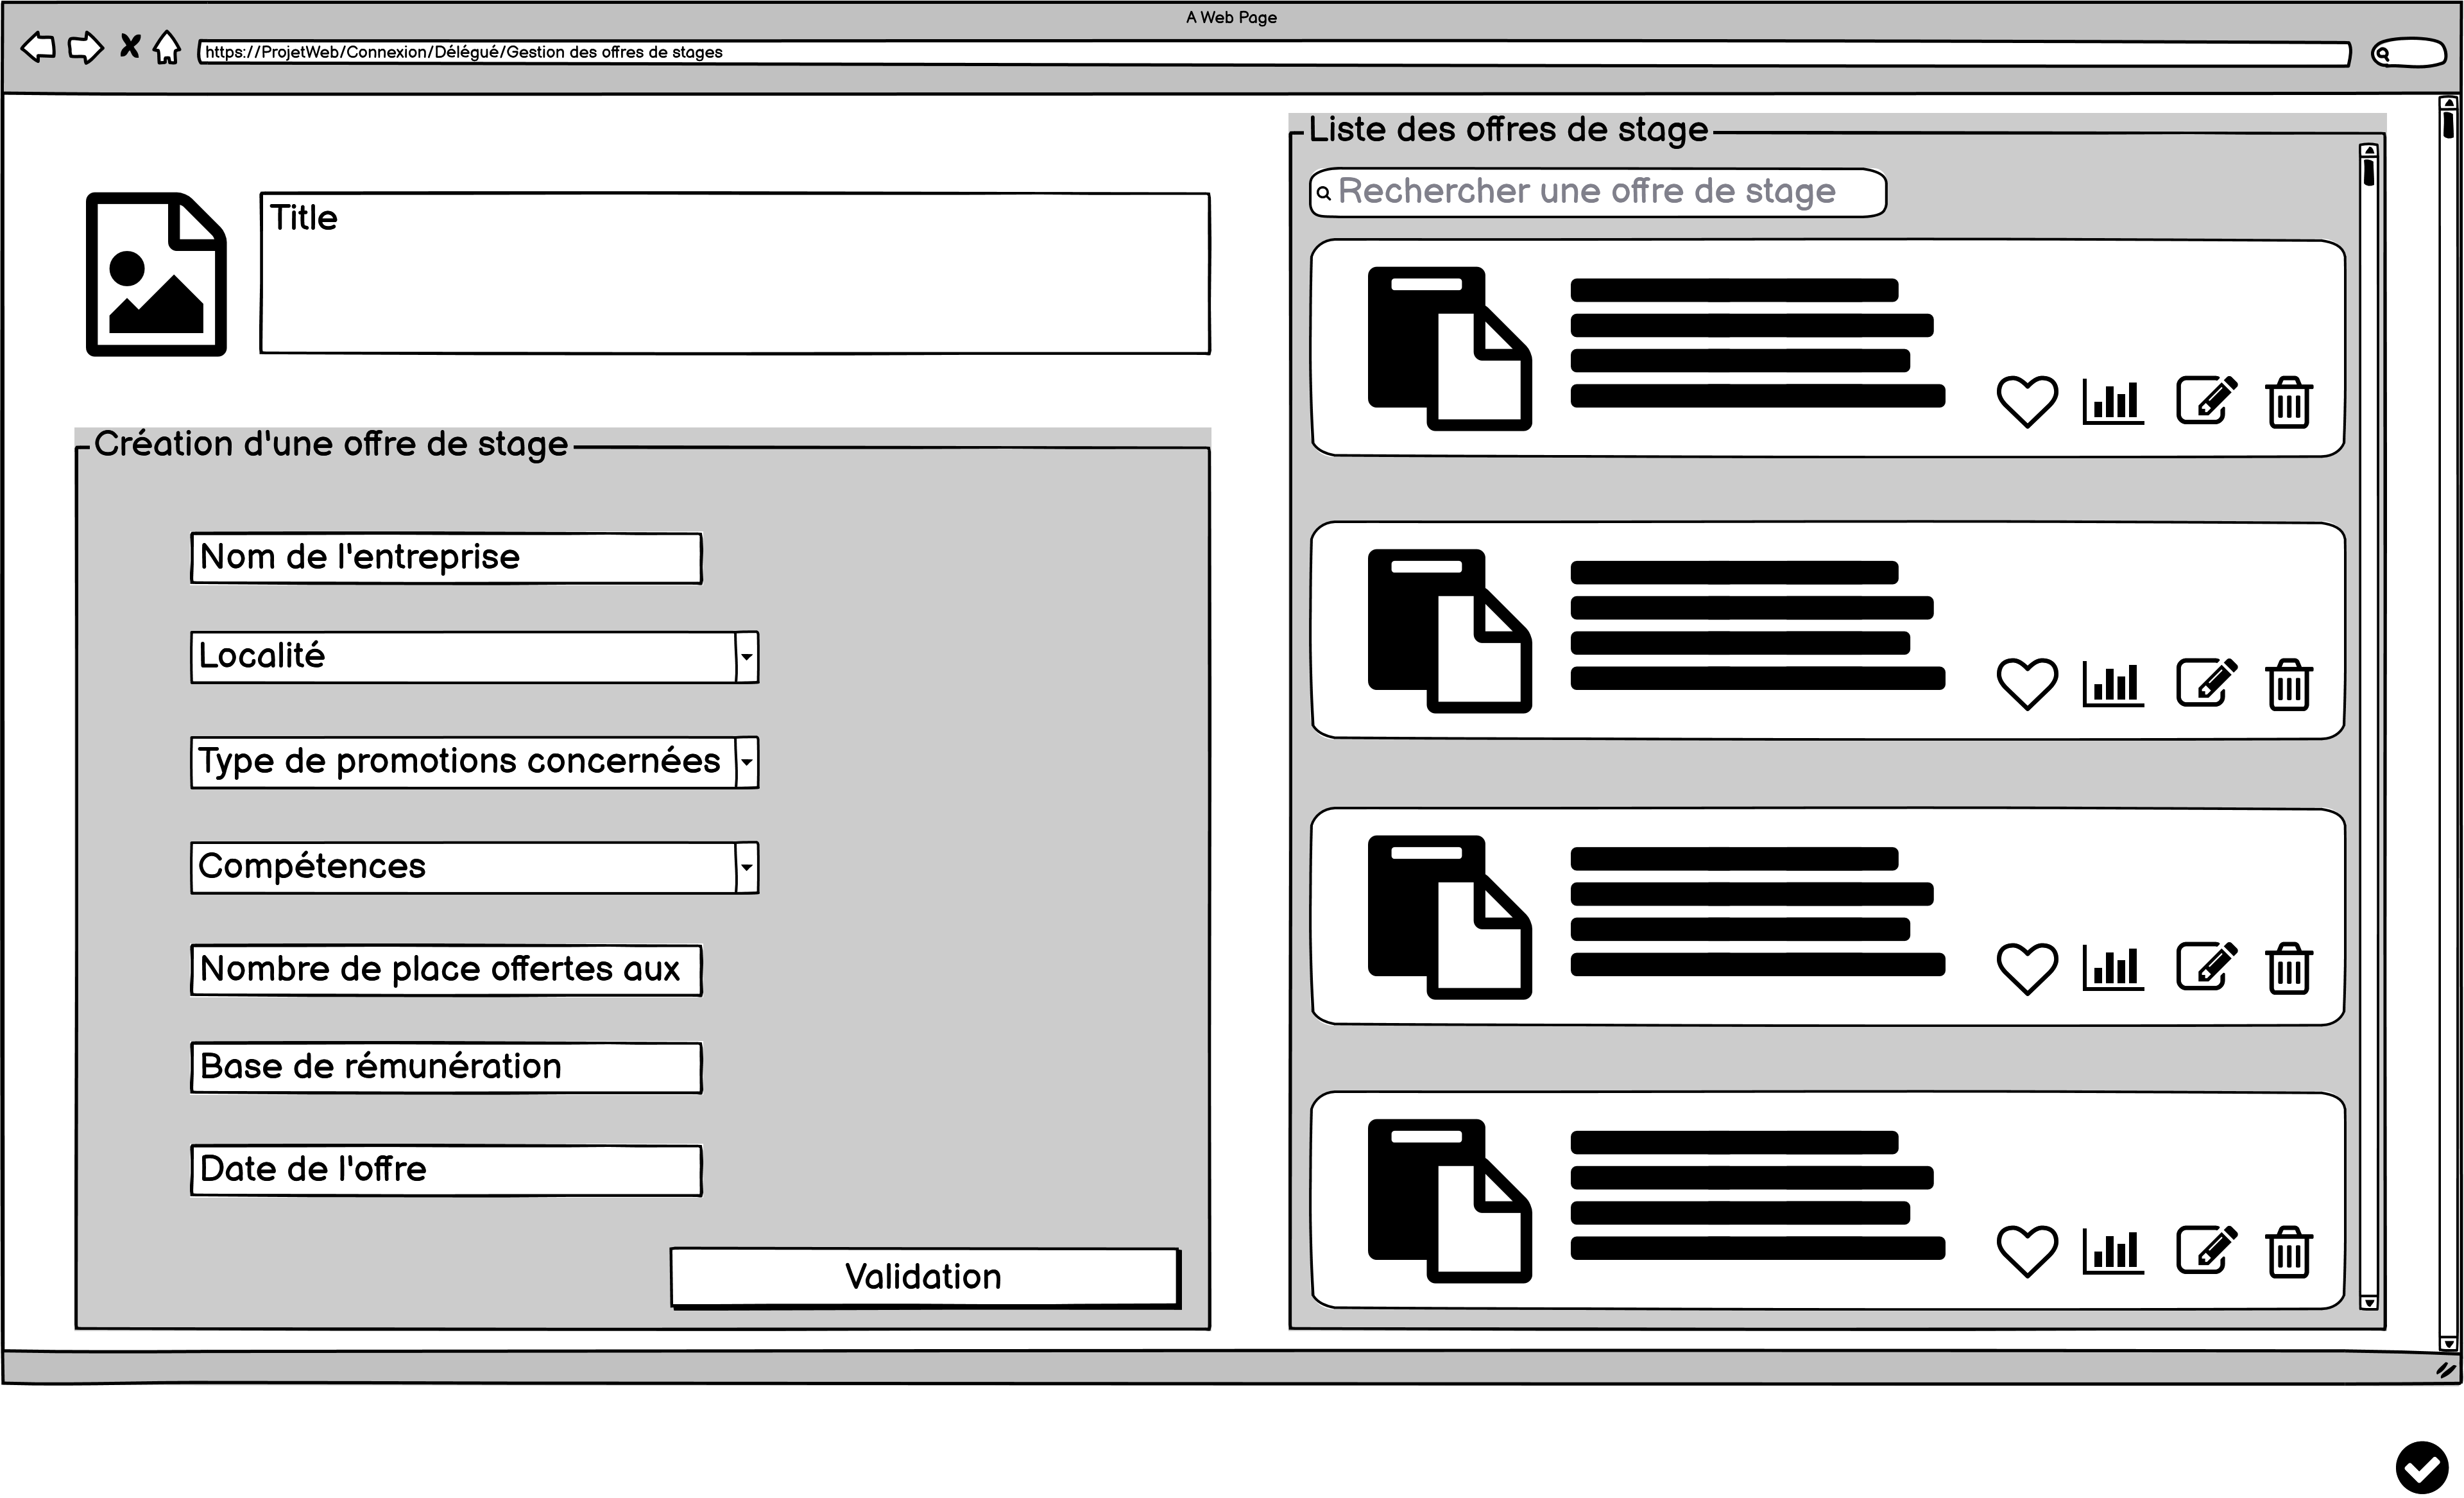 A Web Page
https://ProjetWeb/Connexion/Délégué/Gestion des offres de stages
Title
Création d'une offre de stage
Nom de l'entreprise
Localité
Type de promotions concernées
Compétences
Nombre de place offertes aux
Base de rémunération
Date de l'offre
Validation
Liste des offres de stage
Rechercher une offre de stage